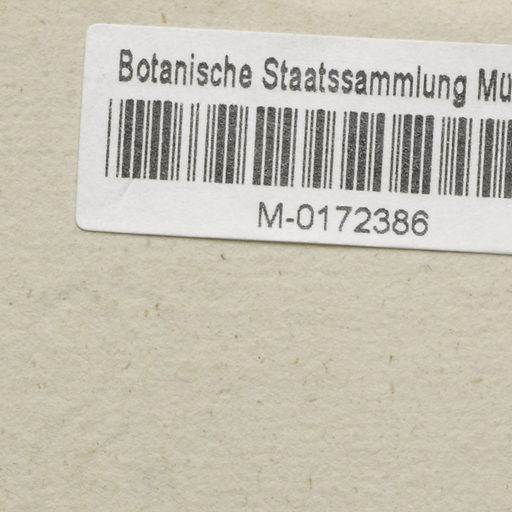 Botanische Staatssammlung Mü
M-0172386